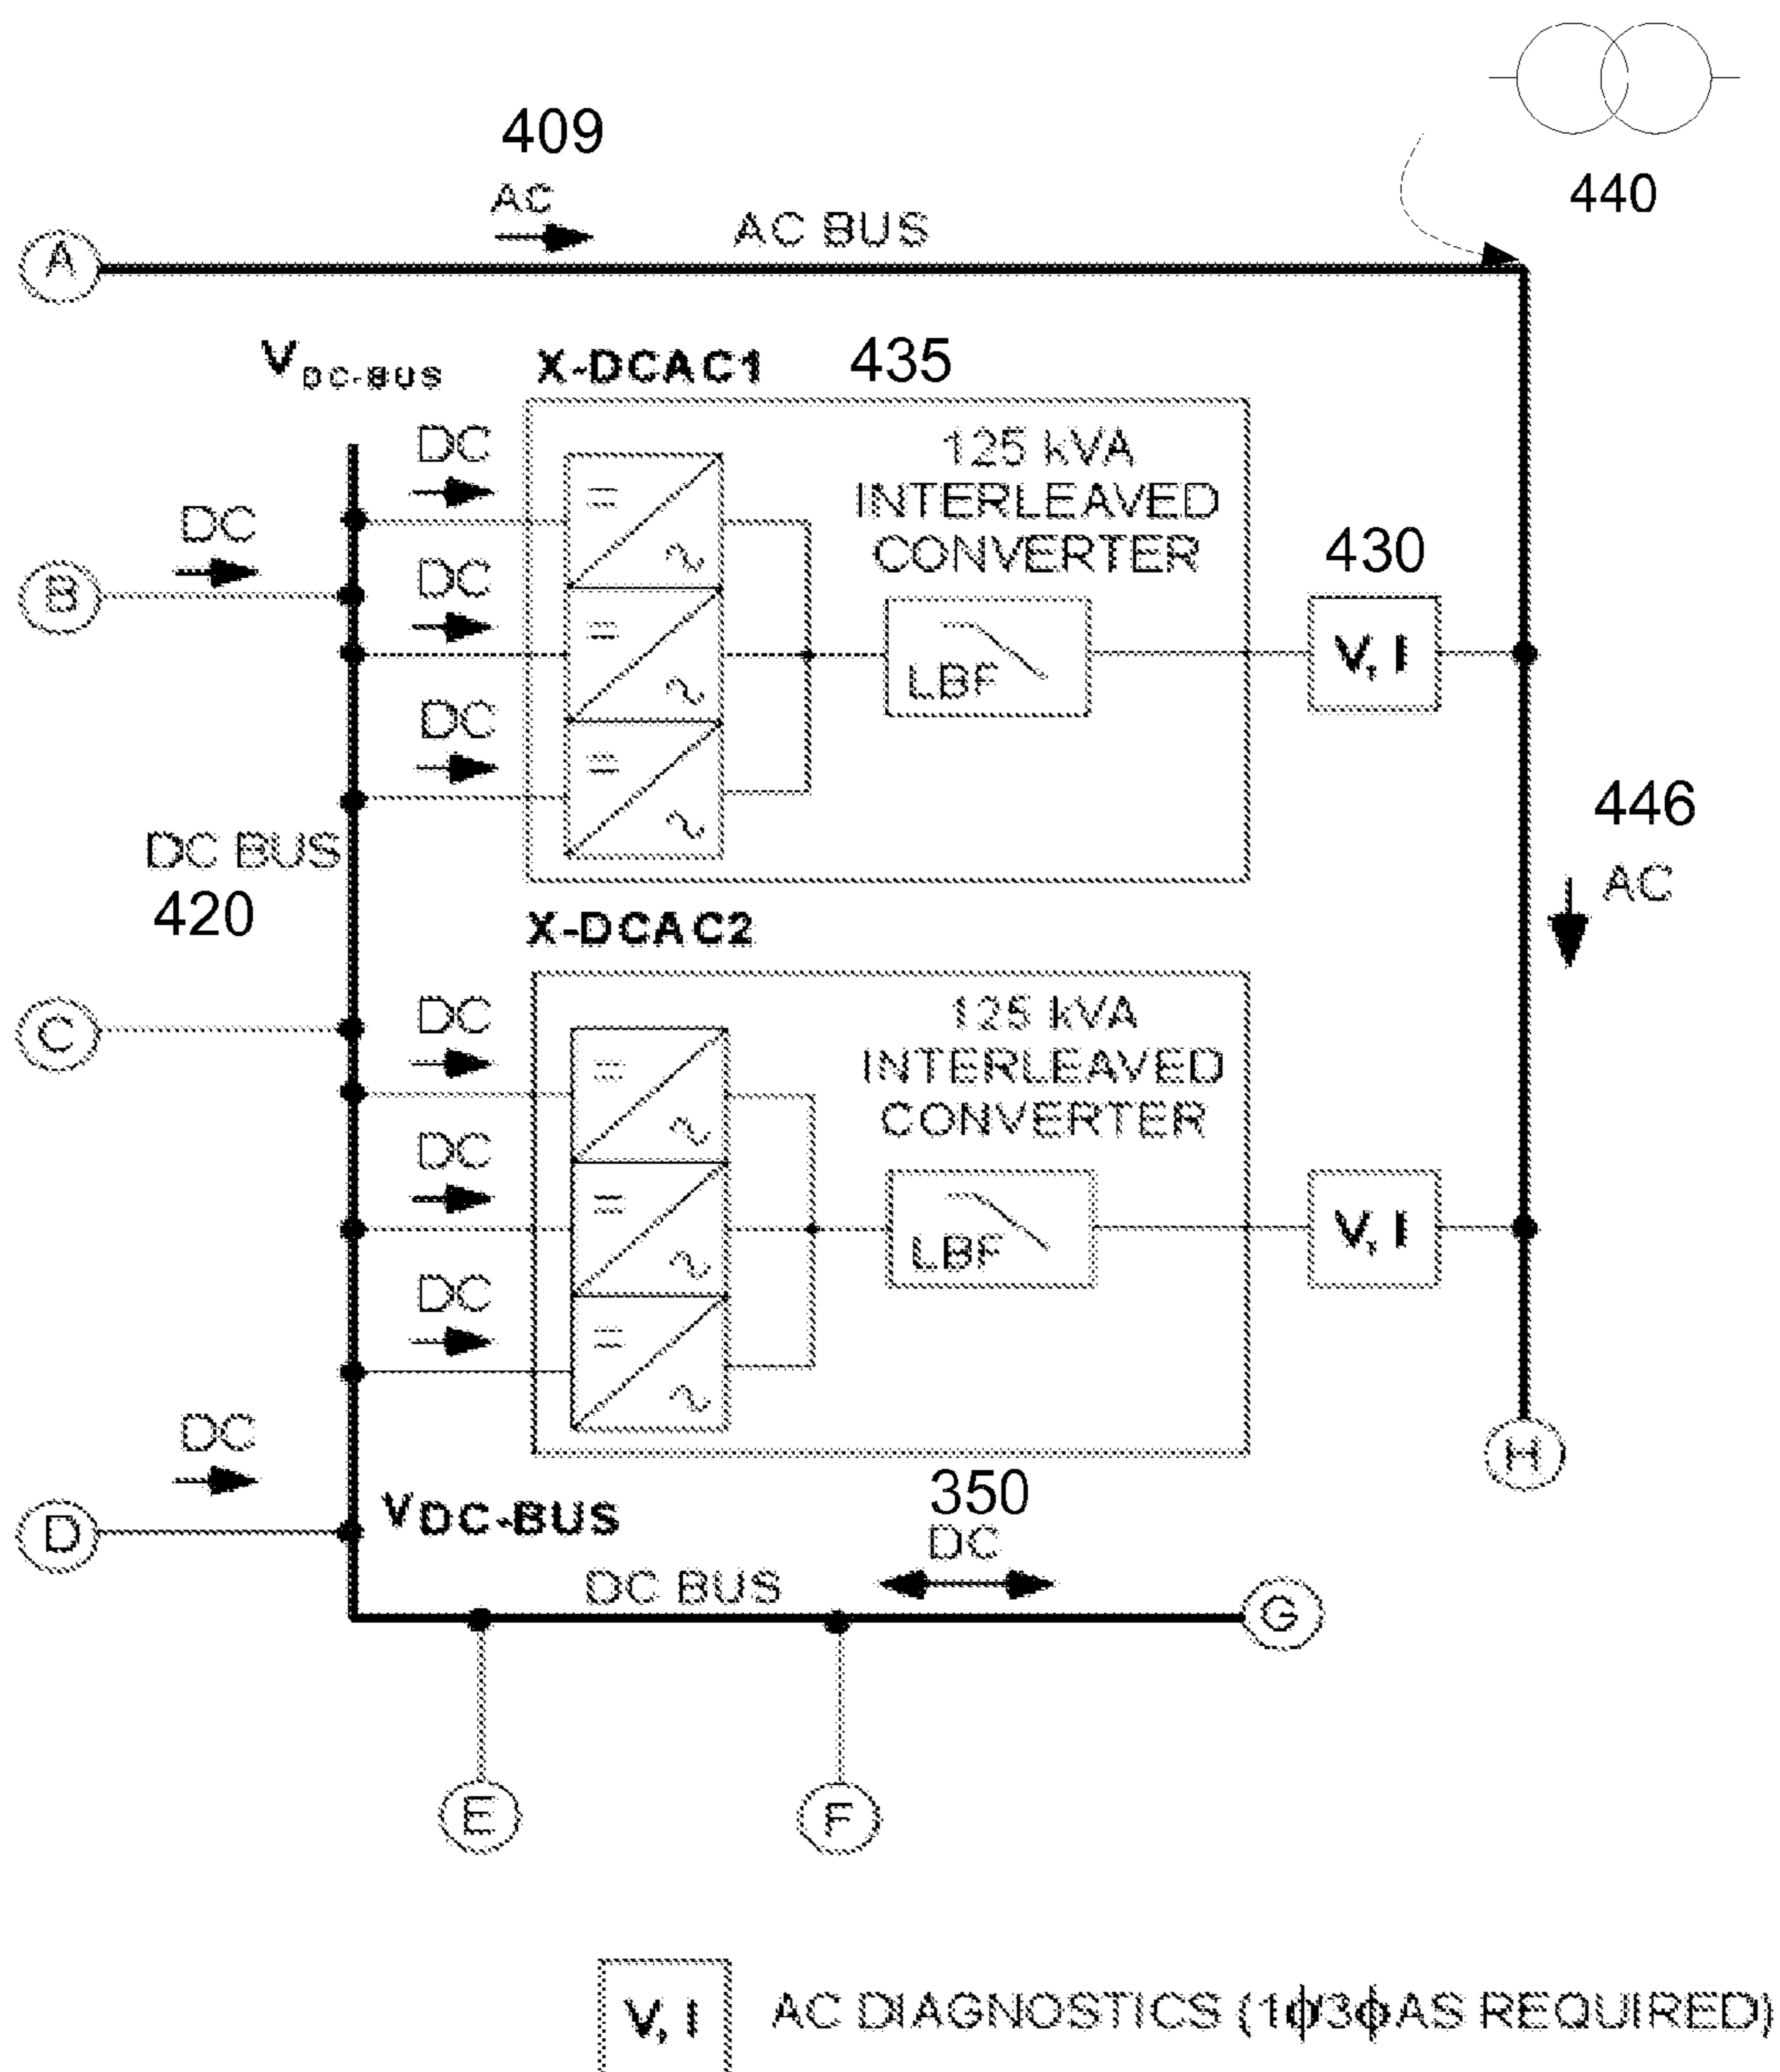 440
409
AC
AC BUS
A
V DC-BUS
X-DCAC1
435
DC
125 kVA
INTERLEAVED
CONVERTER
DC
B
DC
430
LBF
V, I
DC
446
AC
DC BUS
420
X-DCAC2
C
DC
125 kVA
INTERLEAVED
CONVERTER
DC
LBF
V, I
DC
DC
H
350
D
V DC-BUS
DC
DC BUS
G
E
F
V, I
AC DIAGNOSTICS (1ϕ/3ϕ AS REQUIRED)